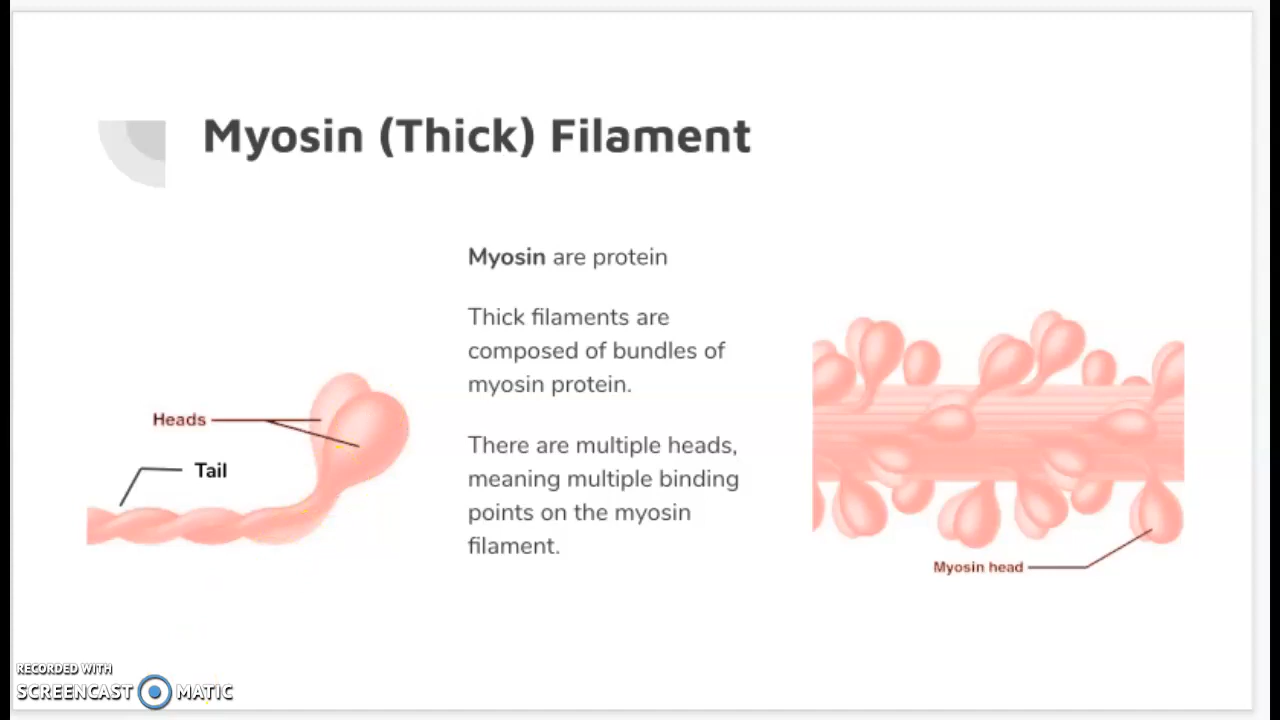 Myosin (Thick) Filament
Myosin are protein
Thick filaments are
composed of bundles of
myosin protein.
There are multiple heads,
meaning multiple binding
points on the myosin
filament.
Heads
Tail
Myosin head
RECORDED WITH
SCREENCAST MATIC